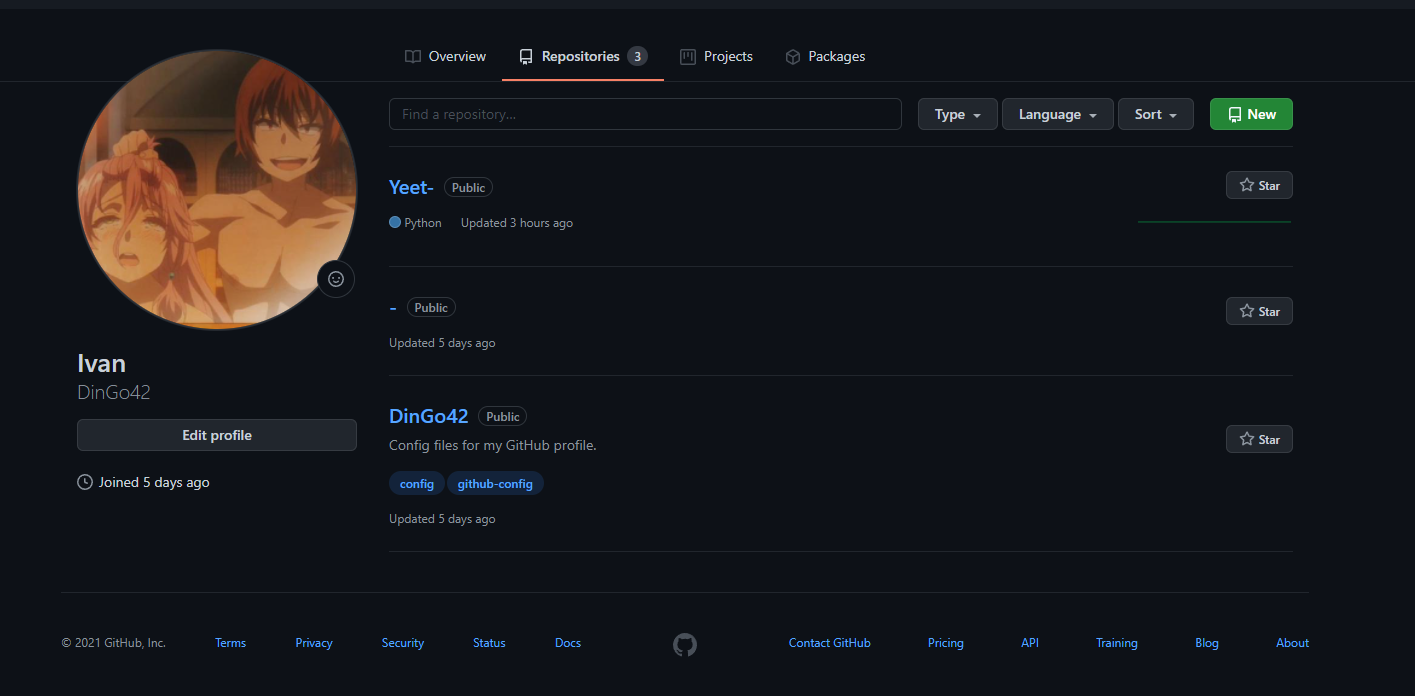 Overview Repositories 3 Projects Packages
Find a repository... Type Language Sort New
Yeet- Public Star
Python Updated 3 hours ago
- Public Star
Updated 5 days ago
Ivan
DinGo42
Edit profile
Joined 5 days ago
DinGo42 Public
Config files for my GitHub profile. Star
config github-config
Updated 5 days ago
© 2021 GitHub, Inc. Terms Privacy Security Status Docs Contact GitHub Pricing API Training Blog About